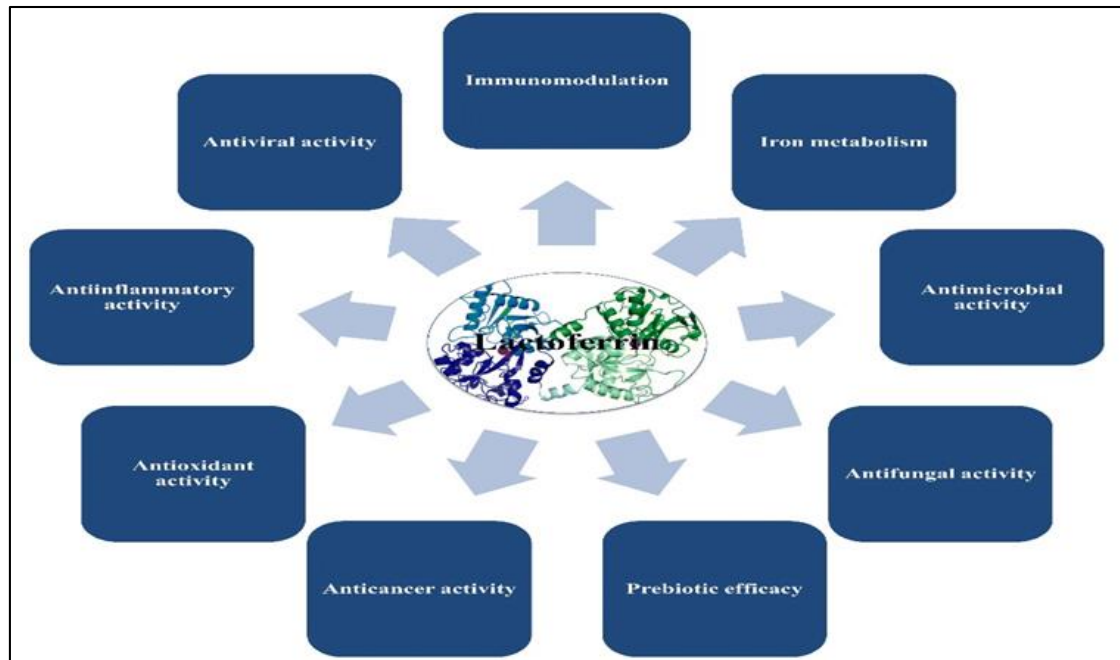 Immunomodulation
Antiviral activity
Iron metabolism
Antiinflammatory
activity
Antimicrobial
activity
Lactoferrin
Antioxidant
activity
Antifungal activity
Anticancer activity
Prebiotic efficacy